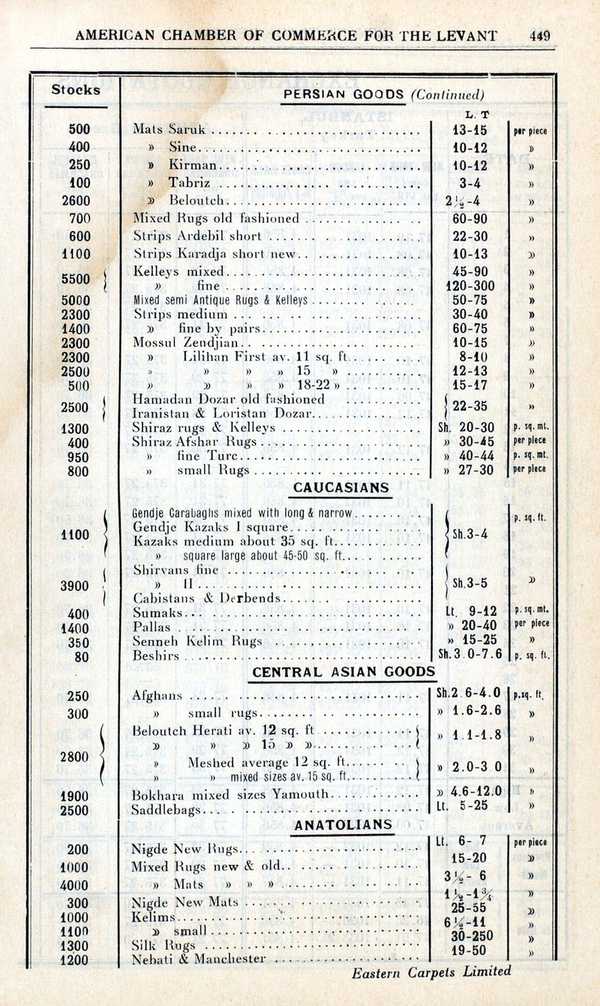 AMERICAN CHAMBER OF COMMERCE FOR THE LEVANT 449
Stocks PERSIAN GOODS (Continued)
L. T
500 Mats Saruk 13-15 per piece
400 » Sine 10-12 »
250 » Kirman 10-12 »
100 » Tabriz 3-4 »
2600 » Beloutch 2½-4 »
700 Mixed Rugs old fashioned 60-90 »
600 Strips Ardebil short 22-30 »
1100 Strips Karadja short new 10-13 »
5500 { Kelleys mixed 45-90 »
» fine 120-300 »
5000 Mixed semi Antique Rugs & Kelleys 50-75 »
2300 Strips medium 30-40 »
1400 » fine by pairs 60-75 »
2300 Mossul Zendjian 10-15 »
2300 » Lilihan First av. 11 sq. ft 8-10 »
2500 » » » » 15 » 12-13 »
500 » » » » 18-22 » 15-17 »
2500 { Hamadan Dozar old fashioned { 22-35 »
Iranistan & Loristan Dozar
1300 Shiraz rugs & Kelleys Sh. 20-30 p. sq. mt.
400 Shiraz Afshar Rugs » 30-45 per piece
950 » fine Turc » 40-44 p. sq. mt.
800 » small Rugs » 27-30 per piece
CAUCASIANS
Gendje Carabaghs mixed with long & narrow p. sq. ft.
1100 { Gendje Kazaks 1 square { Sh.3-4
Kazaks medium about 35 sq. ft
» square large about 45-50 sq. ft
Shirvans fine
3900 { » II { Sh.3-5 »
Cabistans & Derbends
400 Sumaks Lt. 9-12 p. sq. mt.
1400 Pallas » 20-40 per piece
350 Senneh Kelim Rugs » 15-25 »
80 Beshirs Sh.3.0-7.6 p. sq. ft.
CENTRAL ASIAN GOODS
250 Afghans Sh.2 6-4.0 p.sq. ft.
300 » small rugs » 1.6-2.6 »
2800 { Beloutch Herati av. 12 sq. ft { » 1.1-1.8 »
» » » 15 » »
» Meshed average 12 sq. ft } » 2.0-3 0 »
» » mixed sizes av. 15 sq. ft.
1900 Bokhara mixed sizes Yamouth » 4.6-12.0 »
2500 Saddlebags Lt. 5-25 »
ANATOLIANS
200 Nigde New Rugs Lt. 6- 7 per piece
1000 Mixed Rugs new & old 15-20 »
4000 » Mats » » » 3½- 6 »
300 Nigde New Mats 1½-1¾ »
1000 Kelims 25-55 »
1100 » small 6½-11 »
1300 Silk Rugs 30-250 »
1200 Nebati & Manchester 19-50 »
Eastern Carpets Limited